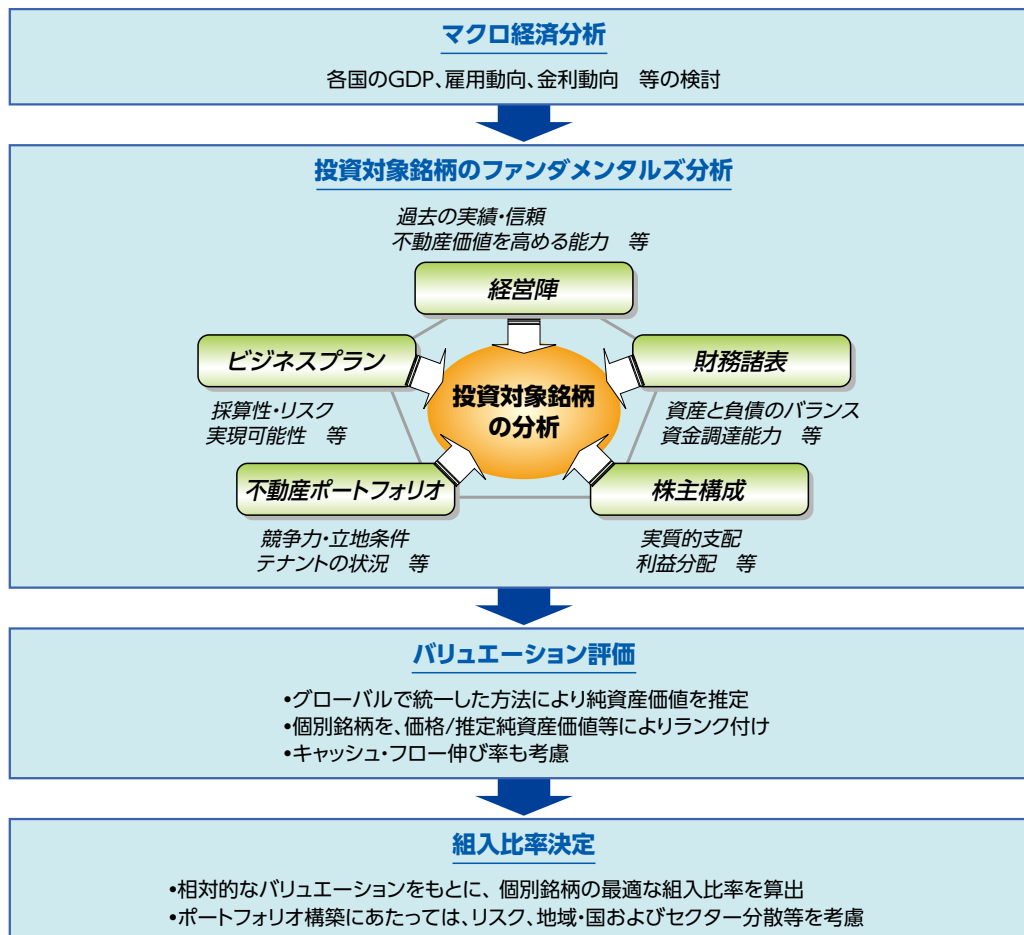 マクロ経済分析
各国のGDP、雇用動向、金利動向　等の検討
投資対象銘柄のファンダメンタルズ分析
過去の実績・信頼
不動産価値を高める能力　等
経営陣
ビジネスプラン
採算性・リスク
実現可能性　等
財務諸表
資産と負債のバランス
資金調達能力　等
投資対象銘柄
の分析
不動産ポートフォリオ
競争力・立地条件
テナントの状況　等
株主構成
実質的支配
利益分配　等
バリュエーション評価
•グローバルで統一した方法により純資産価値を推定
•個別銘柄を、価格/推定純資産価値等によりランク付け
•キャッシュ・フロー伸び率も考慮
組入比率決定
•相対的なバリュエーションをもとに、個別銘柄の最適な組入比率を算出
•ポートフォリオ構築にあたっては、リスク、地域・国およびセクター分散等を考慮